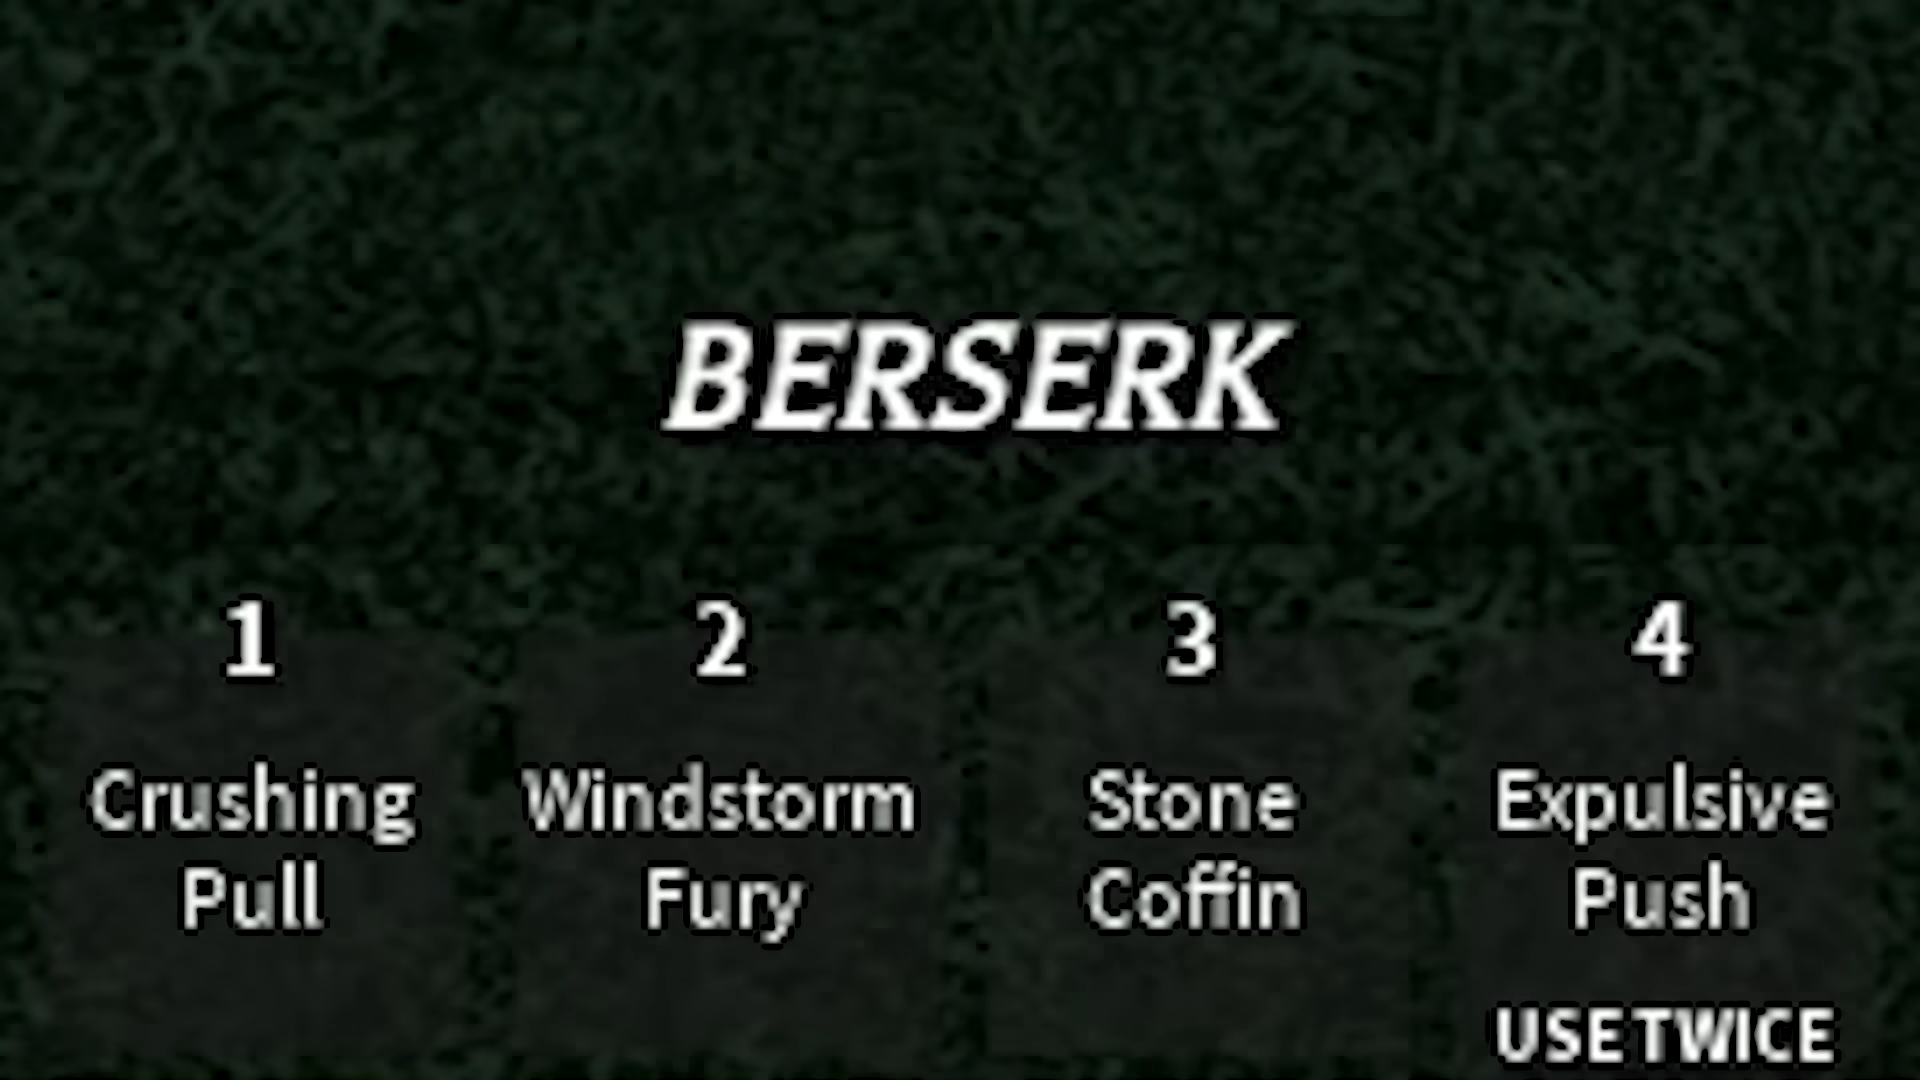 BERSERK
1 2 3 4
Crushing Windstorm Stone Expulsive
Pull Fury Coffin Push
USE TWICE